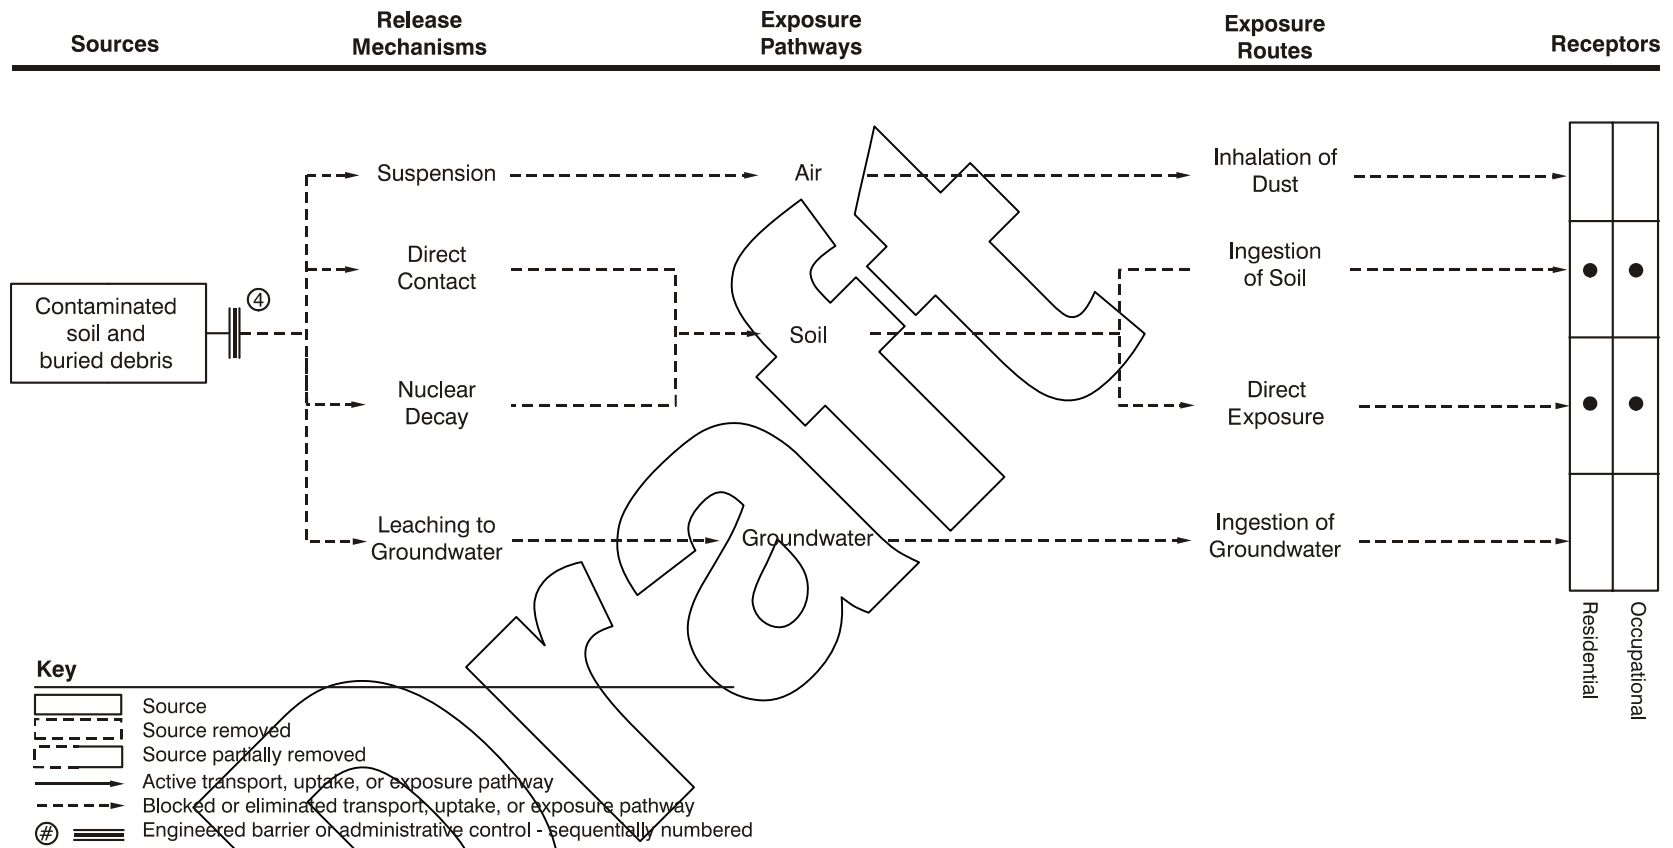 Sources
Release
Mechanisms
Exposure
Pathways
Exposure
Routes
Receptors
Suspension
Air
Inhalation of
Dust
Direct
Contact
Ingestion
of Soil
Contaminated
soil and
buried debris
4
Soil
Nuclear
Decay
Direct
Exposure
Leaching to
Groundwater
Groundwater
Ingestion of
Groundwater
Residential
Occupational
Key
Source
Source removed
Source partially removed
Active transport, uptake, or exposure pathway
Blocked or eliminated transport, uptake, or exposure pathway
# Engineered barrier or administrative control - sequentially numbered
Draft